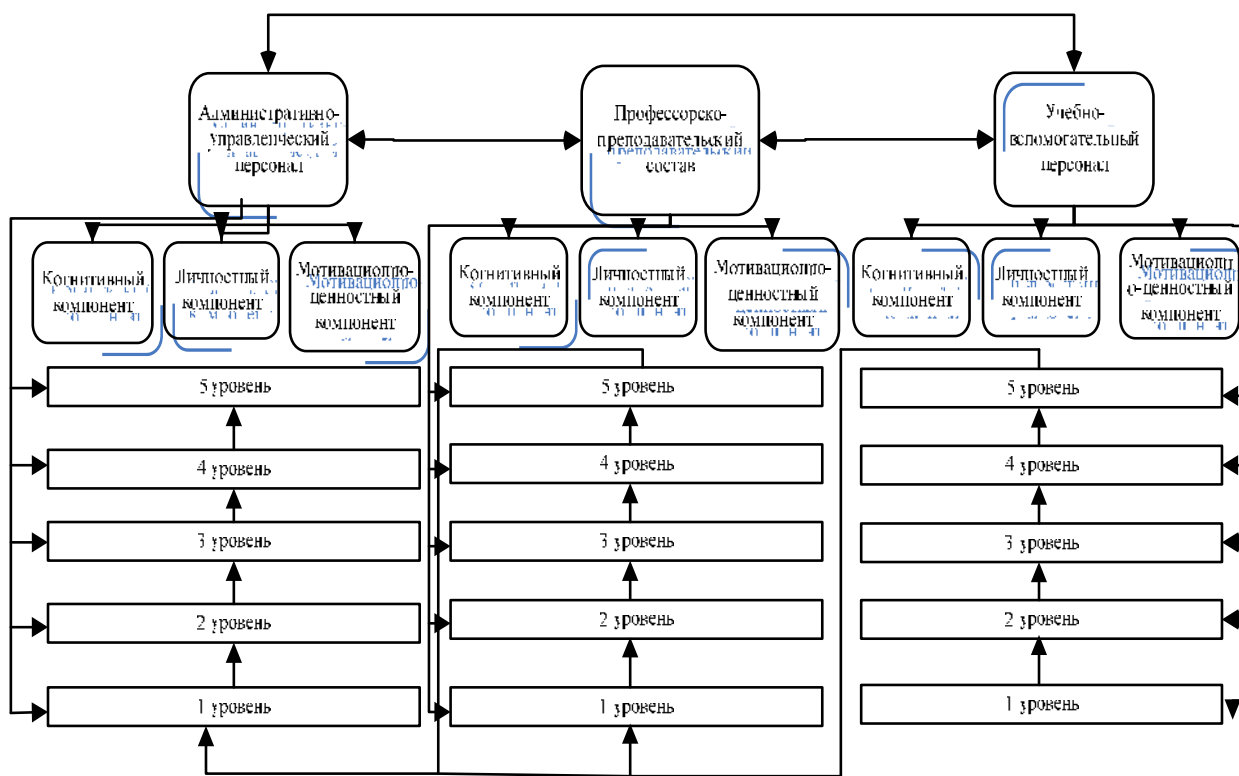 Административно-
управленческий
персонал
Профессорско-
преподавательский
состав
Учебно-
вспомогательный
персонал
Когнитивный
компонент
Личностный
компонент
Мотивационно-
ценностный
компонент
Когнитивный
компонент
Личностный
компонент
Мотивационно-
ценностный
компонент
Когнитивный
компонент
Личностный
компонент
Мотивационн
о-ценностный
компонент
5 уровень
4 уровень
3 уровень
2 уровень
1 уровень
5 уровень
4 уровень
3 уровень
2 уровень
1 уровень
5 уровень
4 уровень
3 уровень
2 уровень
1 уровень